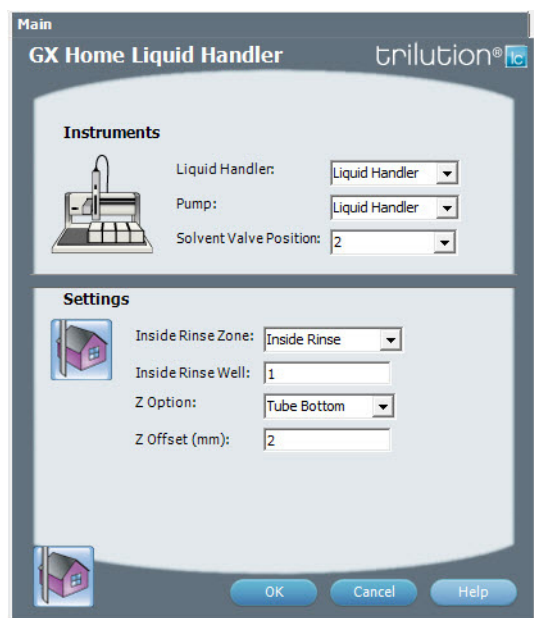 Main
GX Home Liquid Handler
trilution® lc
Instruments
Liquid Handler: Liquid Handler
Pump: Liquid Handler
Solvent Valve Position: 2
Settings
Inside Rinse Zone: Inside Rinse
Inside Rinse Well: 1
Z Option: Tube Bottom
Z Offset (mm): 2
OK Cancel Help